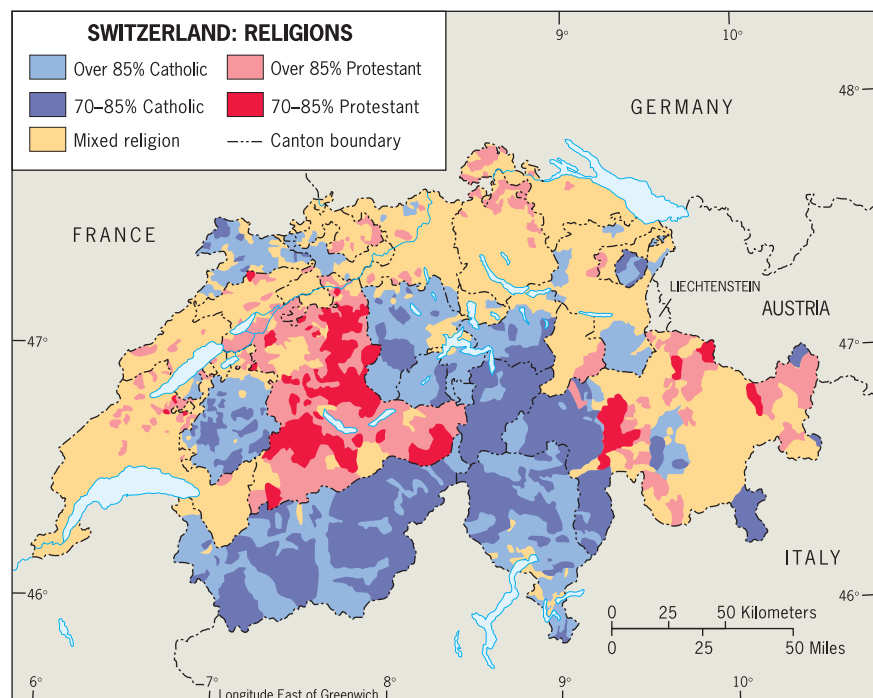 SWITZERLAND: RELIGIONS
Over 85% Catholic
Over 85% Protestant
70–85% Catholic
70–85% Protestant
Mixed religion
Canton boundary
9°
10°
48°
GERMANY
FRANCE
LIECHTENSTEIN
AUSTRIA
47°
47°
ITALY
46°
46°
0 25 50 Kilometers
0 25 50 Miles
6°
7°
8°
9°
10°
Longitude East of Greenwich